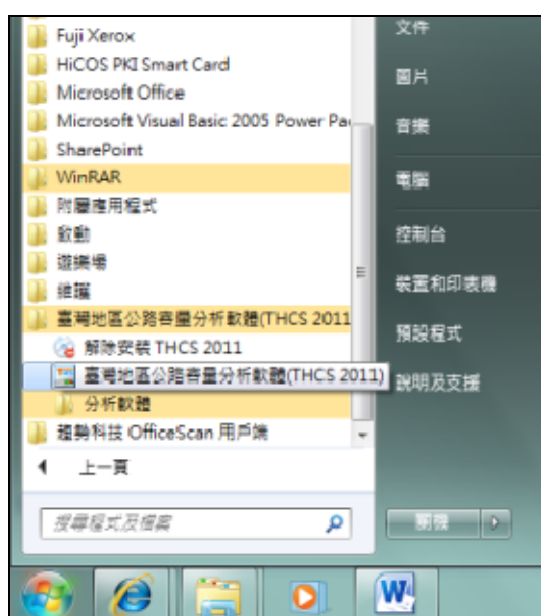 Fuji Xerox
HiCOS PKI Smart Card
Microsoft Office
Microsoft Visual Basic 2005 Power Pa
SharePoint
WinRAR
附屬應用程式
啟動
遊樂場
維護
臺灣地區公路容量分析軟體(THCS 2011
解除安裝 THCS 2011
臺灣地區公路容量分析軟體(THCS 2011)
分析軟體
趨勢科技 OfficeScan 用戶端
上一頁
搜尋程式及檔案
文件
圖片
音樂
電腦
控制台
裝置和印表機
預設程式
說明及支援
關機